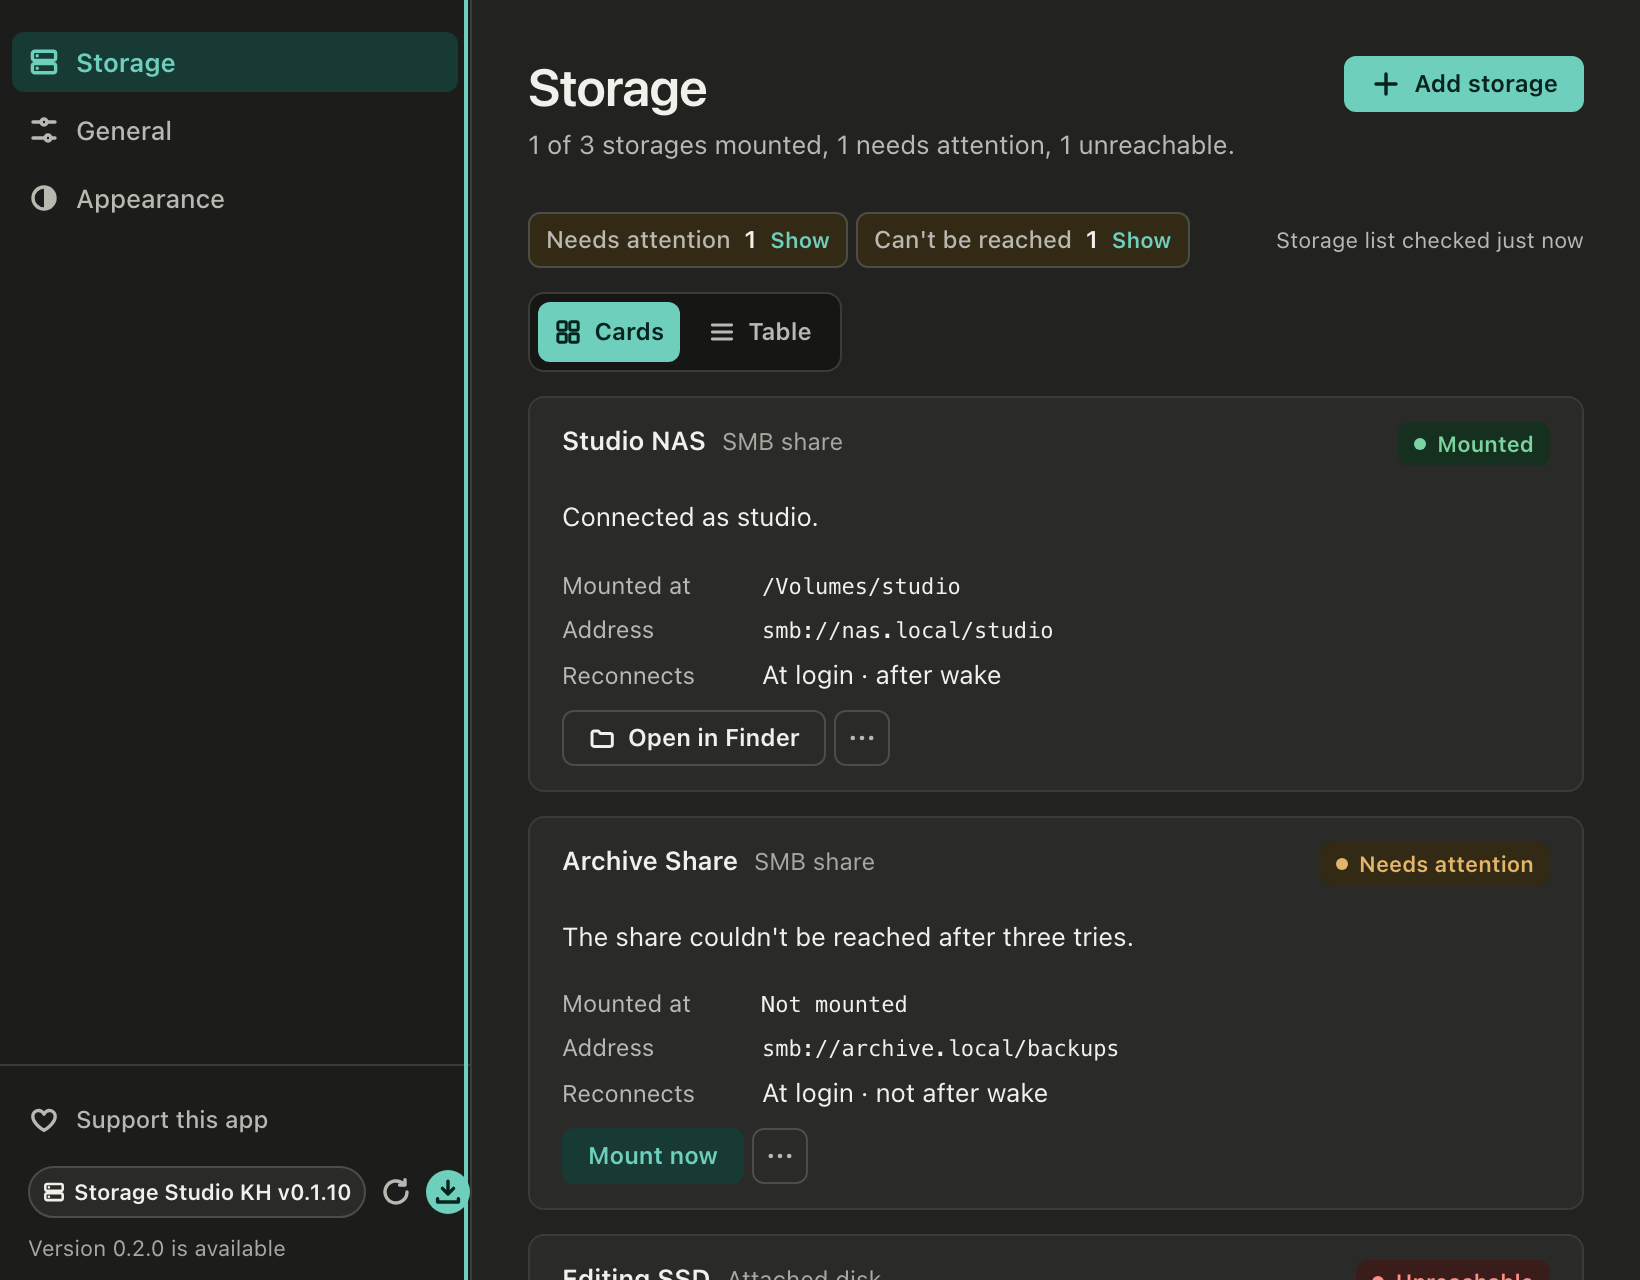 Storage
General
Appearance
Support this app
Storage Studio KH v0.1.10
Version 0.2.0 is available
Storage
Add storage
1 of 3 storages mounted, 1 needs attention, 1 unreachable.
Needs attention 1 Show
Can't be reached 1 Show
Storage list checked just now
Cards
Table
Studio NAS SMB share
Mounted
Connected as studio.
Mounted at /Volumes/studio
Address smb://nas.local/studio
Reconnects At login · after wake
Open in Finder
Archive Share SMB share
Needs attention
The share couldn't be reached after three tries.
Mounted at Not mounted
Address smb://archive.local/backups
Reconnects At login · not after wake
Mount now
Editing SSD Attached disk
Unreachable